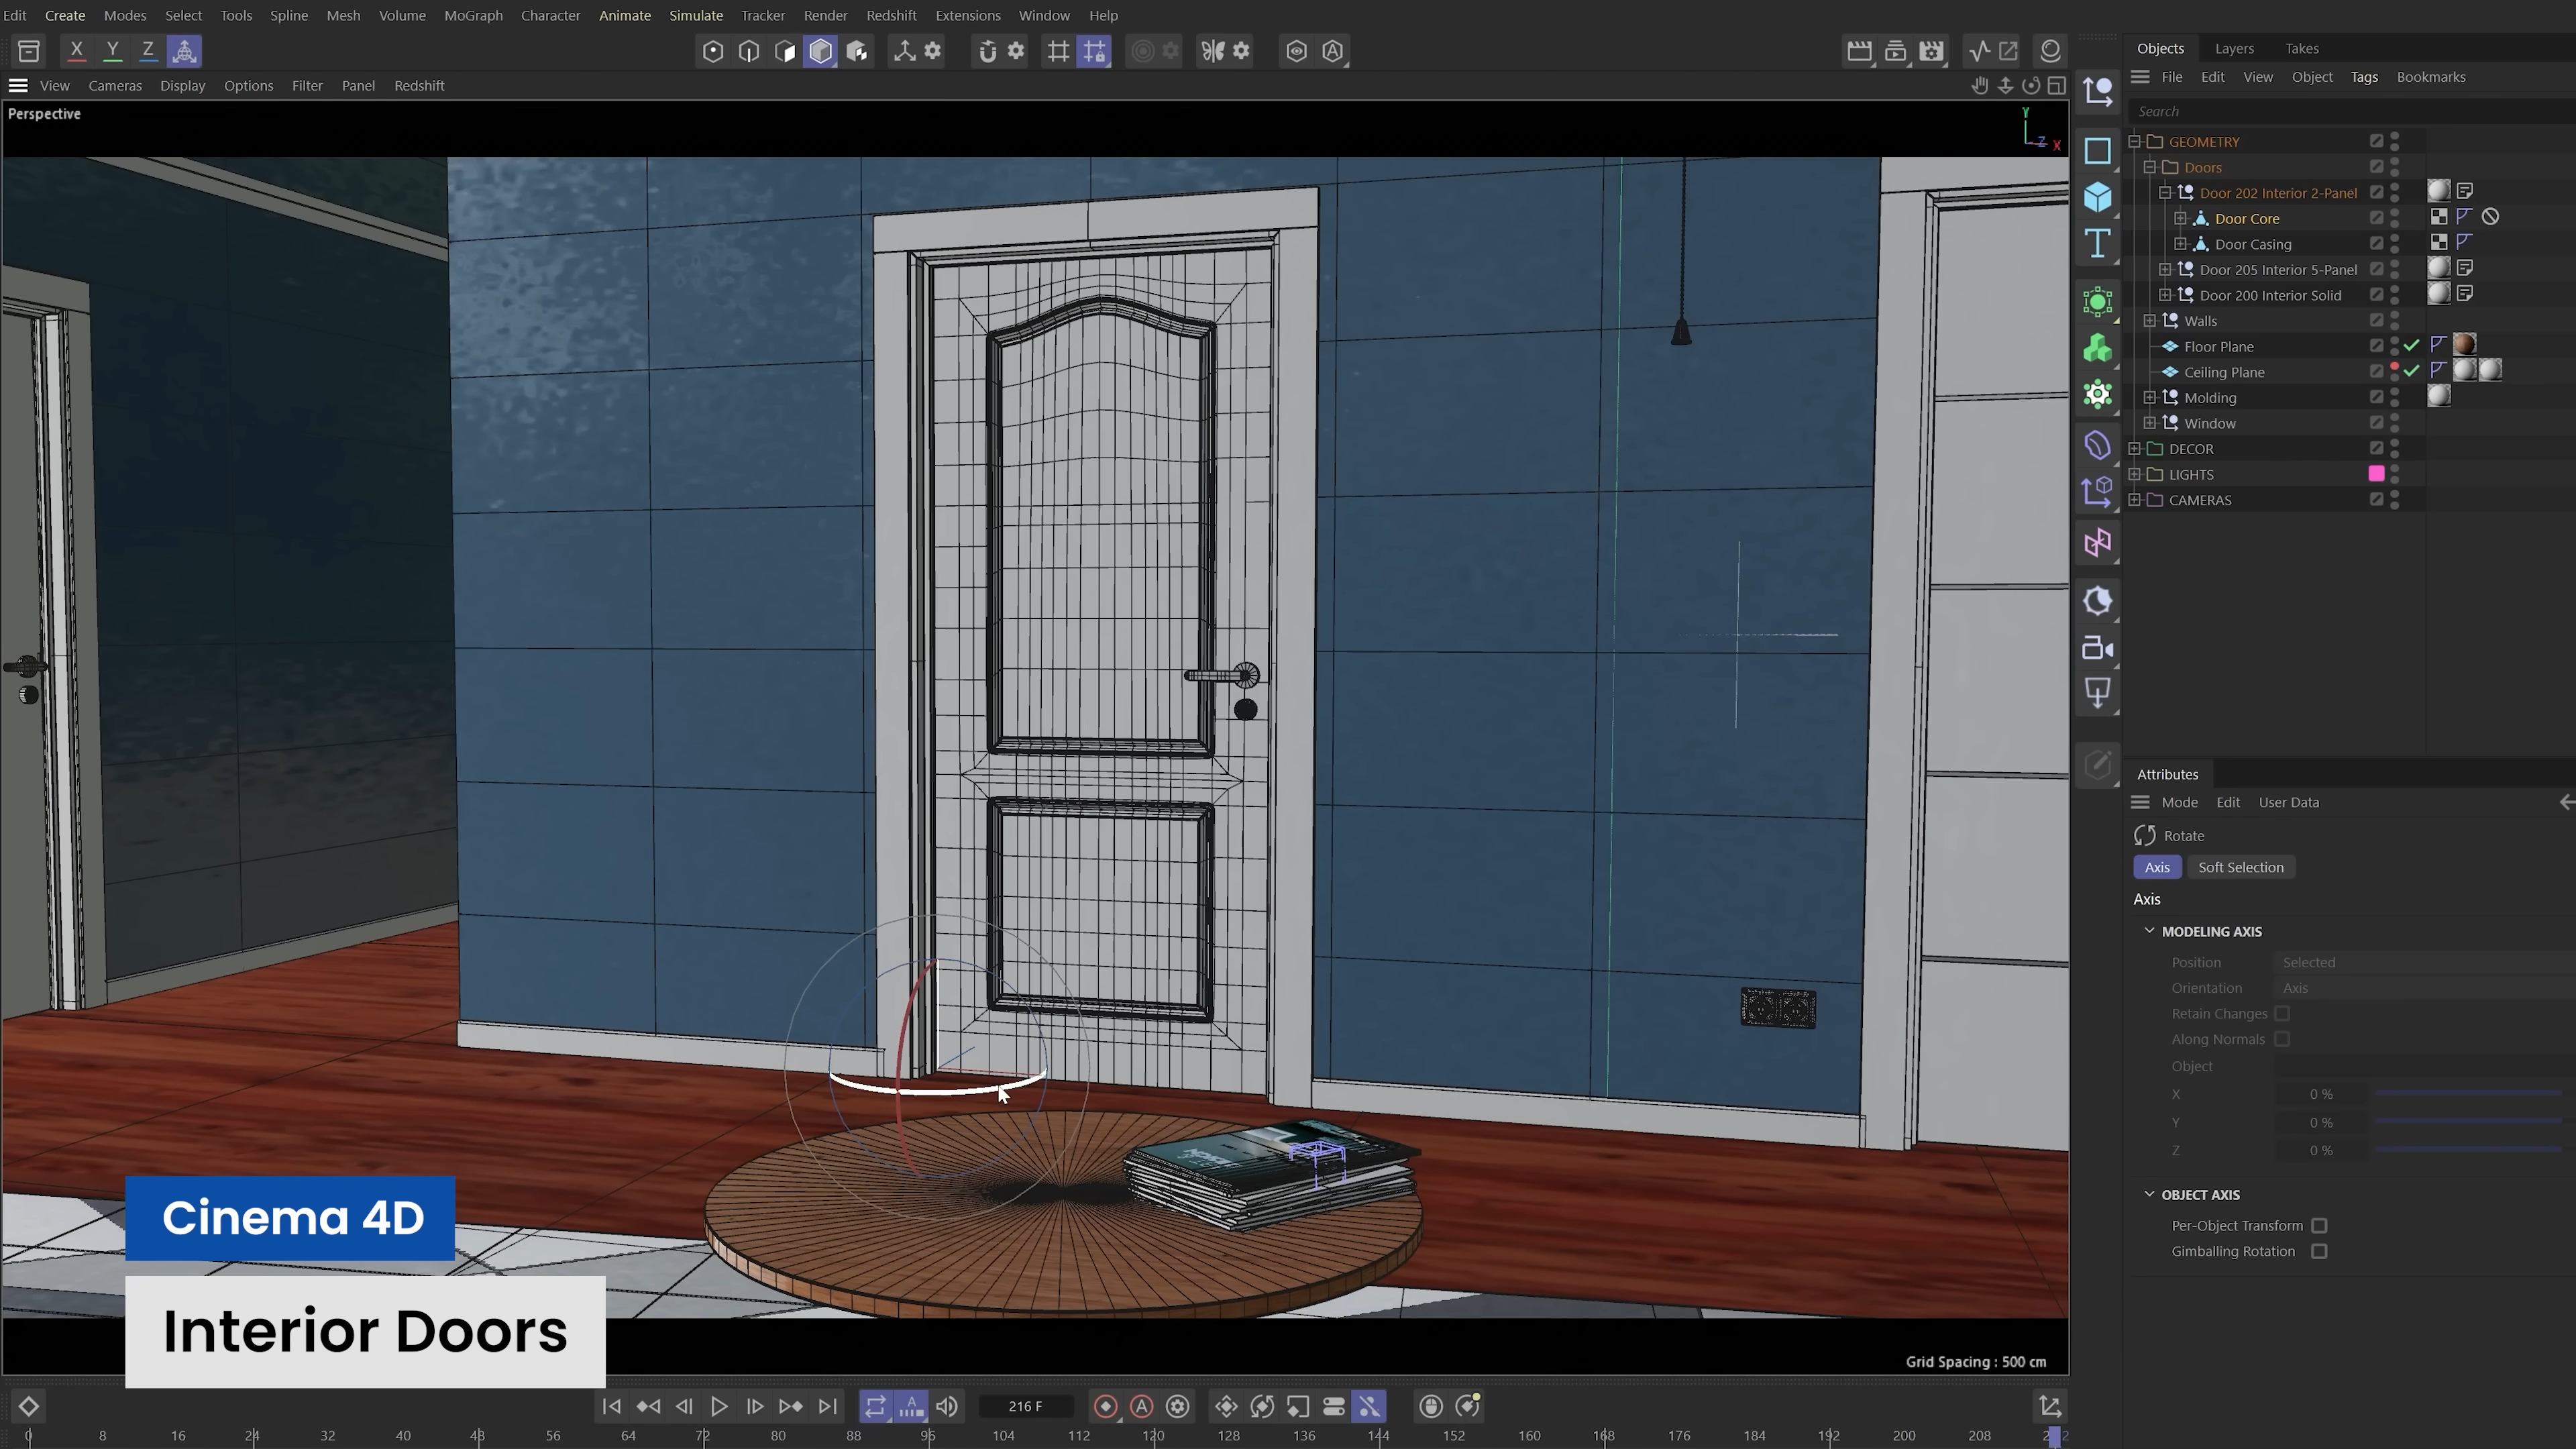 Edit Create Modes Select Tools Spline Mesh Volume MoGraph Character Animate Simulate Tracker Render Redshift Extensions Window Help
X Y Z
View Cameras Display Options Filter Panel Redshift
Perspective
Y
Z X
Grid Spacing : 500 cm
Cinema 4D
Interior Doors
216 F
0 8 16 24 32 40 48 56 64 72 80 88 96 104 112 120 128 136 144 152 160 168 176 184 192 200 208
Objects Layers Takes
File Edit View Object Tags Bookmarks
Search
GEOMETRY
Doors
Door 202 Interior 2-Panel
Door Core
Door Casing
Door 205 Interior 5-Panel
Door 200 Interior Solid
Walls
Floor Plane
Ceiling Plane
Molding
Window
DECOR
LIGHTS
CAMERAS
Attributes
Mode Edit User Data
Rotate
Axis Soft Selection
Axis
MODELING AXIS
Position Selected
Orientation Axis
Retain Changes
Along Normals
Object
X 0 %
Y 0 %
Z 0 %
OBJECT AXIS
Per-Object Transform
Gimballing Rotation